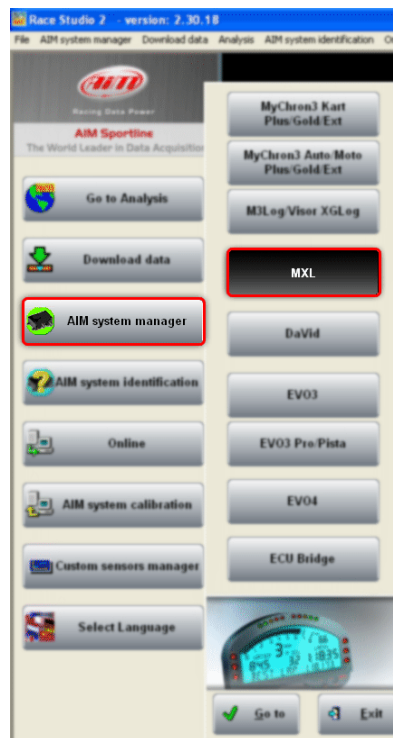 Race Studio 2 - version: 2.30.18
File AIM system manager Download data Analysis AIM system identification
AIM
Racing Data Power
AIM Sportline
The World Leader in Data Acquisition
Go to Analysis
Download data
AIM system manager
AIM system identification
Online
AIM system calibration
Custom sensors manager
Select Language
MyChron3 Kart
Plus/Gold/Ext
MyChron3 Auto/Moto
Plus/Gold/Ext
M3Log/Visor XGLog
MXL
DaVid
EVO3
EVO3 Pro/Pista
EVO4
ECU Bridge
Go to
Exit